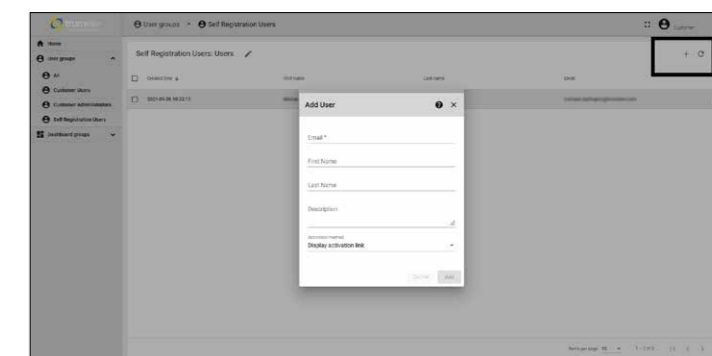 User groups > Self Registration Users
Customer
Home
User groups
All
Customer Users
Customer Administrators
Self Registration Users
Dashboard groups
Self Registration Users: Users
Created time
First name
Last name
Email
Add User
Email *
First Name
Last Name
Description
Activation method
Display activation link
Cancel Add
Items per page